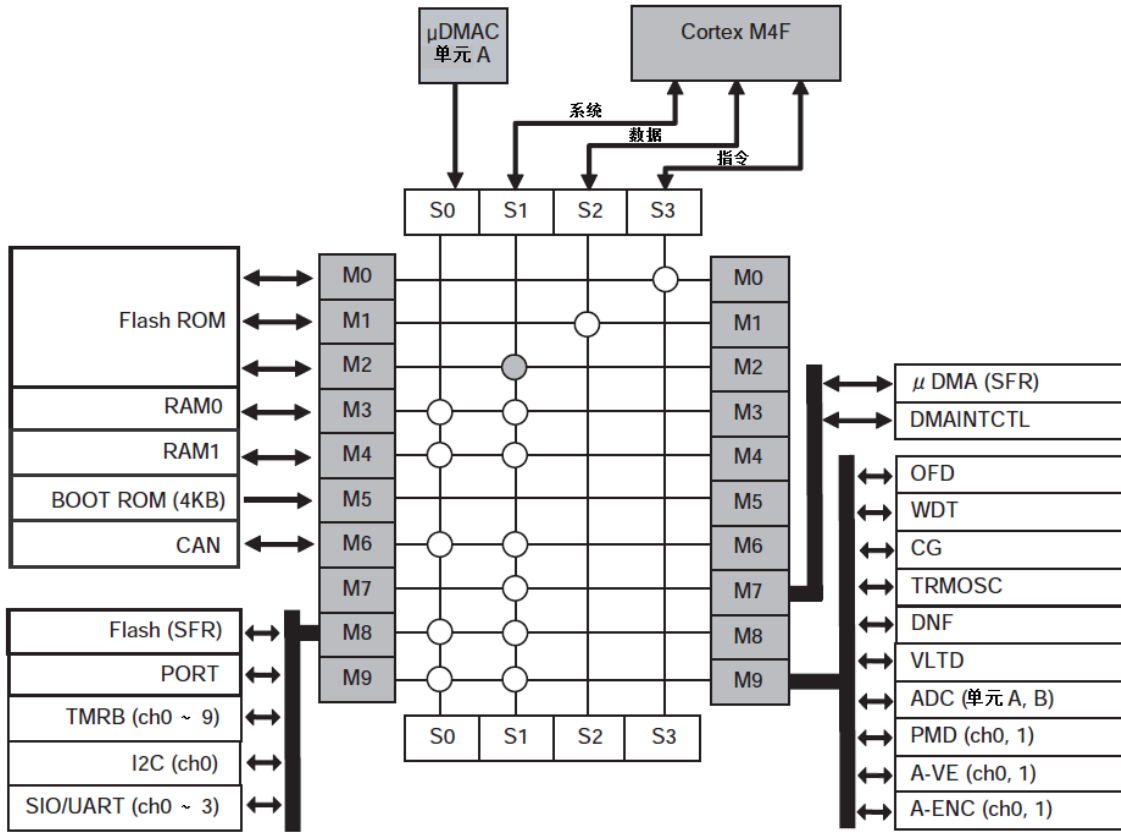 μDMAC
单元 A
Cortex M4F
系统
数据
指令
S0
S1
S2
S3
Flash ROM
RAM0
RAM1
BOOT ROM (4KB)
CAN
M0
M1
M2
M3
M4
M5
M6
M7
M8
M9
M0
M1
M2
M3
M4
M5
M6
M7
M8
M9
μ DMA (SFR)
DMAINTCTL
OFD
WDT
CG
TRMOSC
DNF
VLTD
ADC (单元 A, B)
PMD (ch0, 1)
A-VE (ch0, 1)
A-ENC (ch0, 1)
Flash (SFR)
PORT
TMRB (ch0 ~ 9)
I2C (ch0)
SIO/UART (ch0 ~ 3)
S0
S1
S2
S3